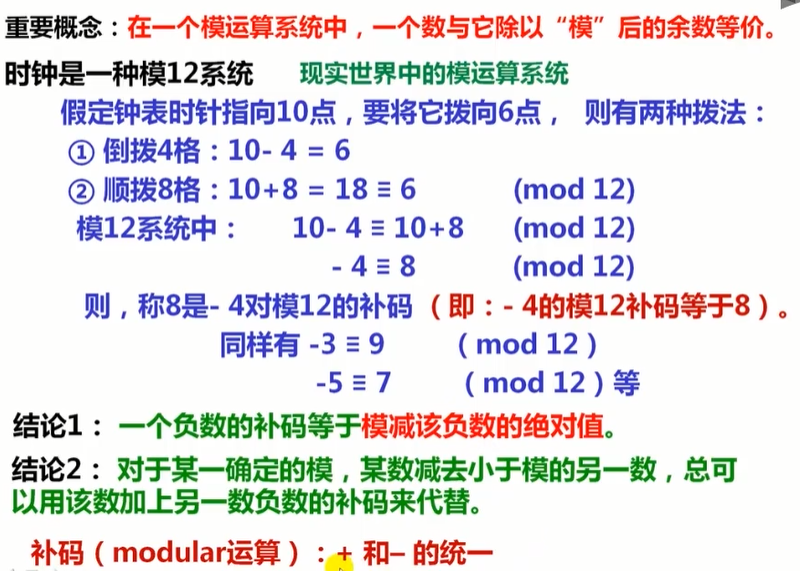 重要概念：在一个模运算系统中，一个数与它除以“模”后的余数等价。
时钟是一种模12系统 现实世界中的模运算系统
假定钟表时针指向10点，要将它拨向6点， 则有两种拨法：
① 倒拨4格：10- 4 = 6
② 顺拨8格：10+8 = 18 ≡ 6 (mod 12)
模12系统中： 10- 4 ≡ 10+8 (mod 12)
- 4 ≡ 8 (mod 12)
则，称8是- 4对模12的补码（即：- 4的模12补码等于8）。
同样有 -3 ≡ 9 （mod 12）
-5 ≡ 7 （mod 12）等
结论1： 一个负数的补码等于模减该负数的绝对值。
结论2： 对于某一确定的模，某数减去小于模的另一数，总可
以用该数加上另一数负数的补码来代替。
补码（modular运算）：+ 和– 的统一